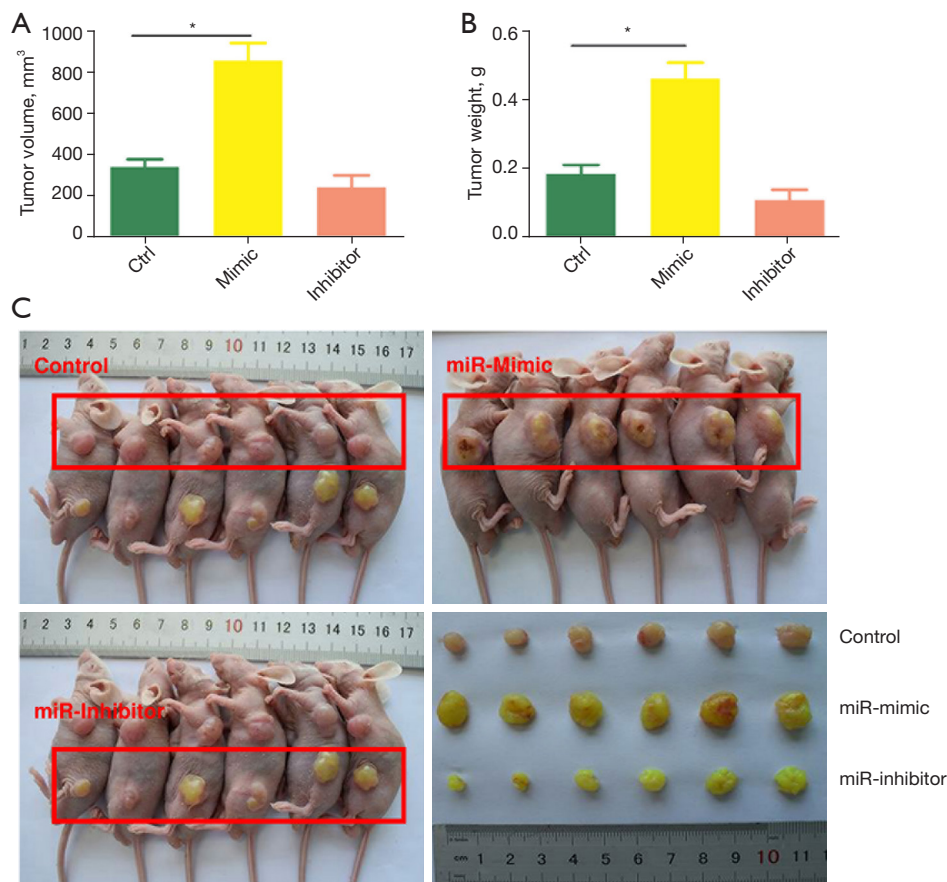 A
*
Tumor volume, mm³
1000
800
600
400
200
0
Ctrl
Mimic
Inhibitor
B
*
Tumor weight, g
0.6
0.4
0.2
0.0
Ctrl
Mimic
Inhibitor
C
1 2 3 4 5 6 7 8 9 10 11 12 13 14 15 16 17
Control
miR-Mimic
1 2 3 4 5 6 7 8 9 10 11 12 13 14 15 16 17
miR-Inhibitor
Control
miR-mimic
miR-inhibitor
cm 1 2 3 4 5 6 7 8 9 10 11